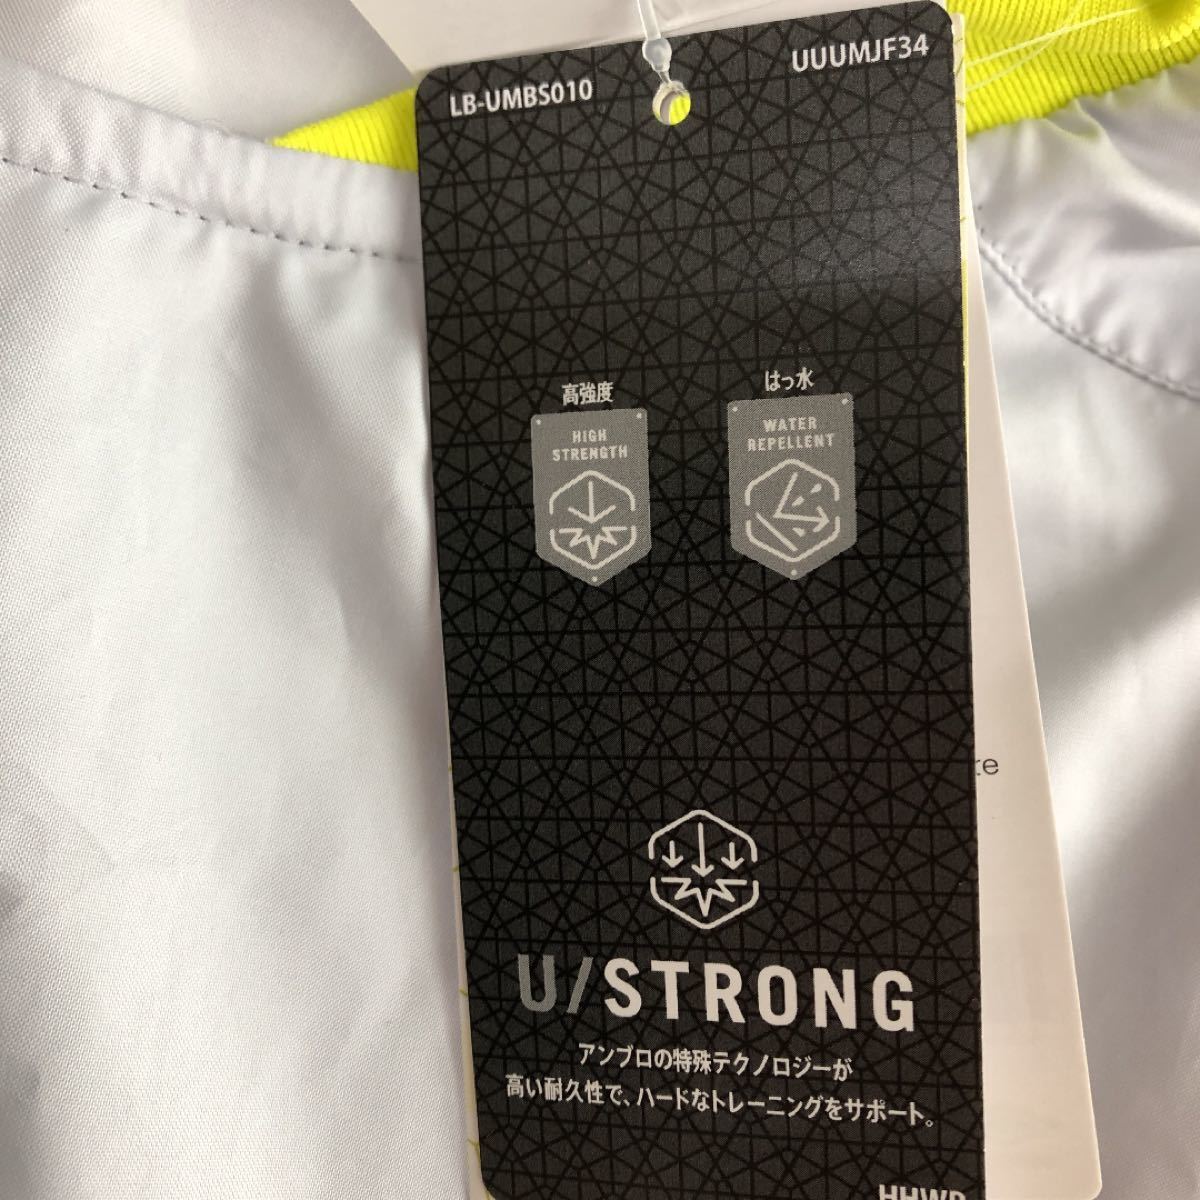 LB-UMBS010
UUUMJF34
高強度
HIGH
STRENGTH
はっ水
WATER
REPELLENT
U/STRONG
アンブロの特殊テクノロジーが
高い耐久性で、ハードなトレーニングをサポート。